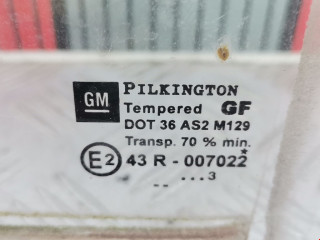 GM PILKINGTON
Tempered GF
DOT 36 AS2 M129
Transp. 70 % min.
E2 43 R - 007022
.. ...3